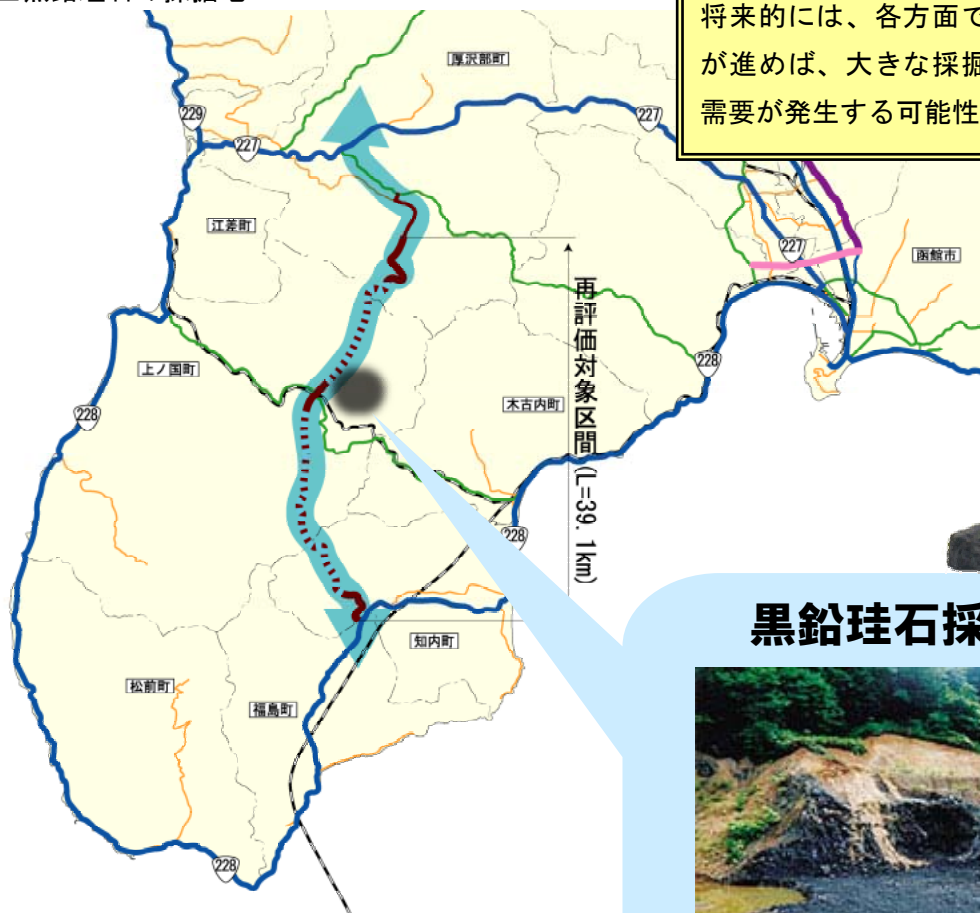 将来的には、各方面で
が進めば、大きな採掘
需要が発生する可能性
厚沢部町
229
227
227
江差町
227
函館市
再評価対象区間(L=39.1km)
上ノ国町
228
228
木古内町
228
黒鉛珪石採
知内町
松前町
福島町
228